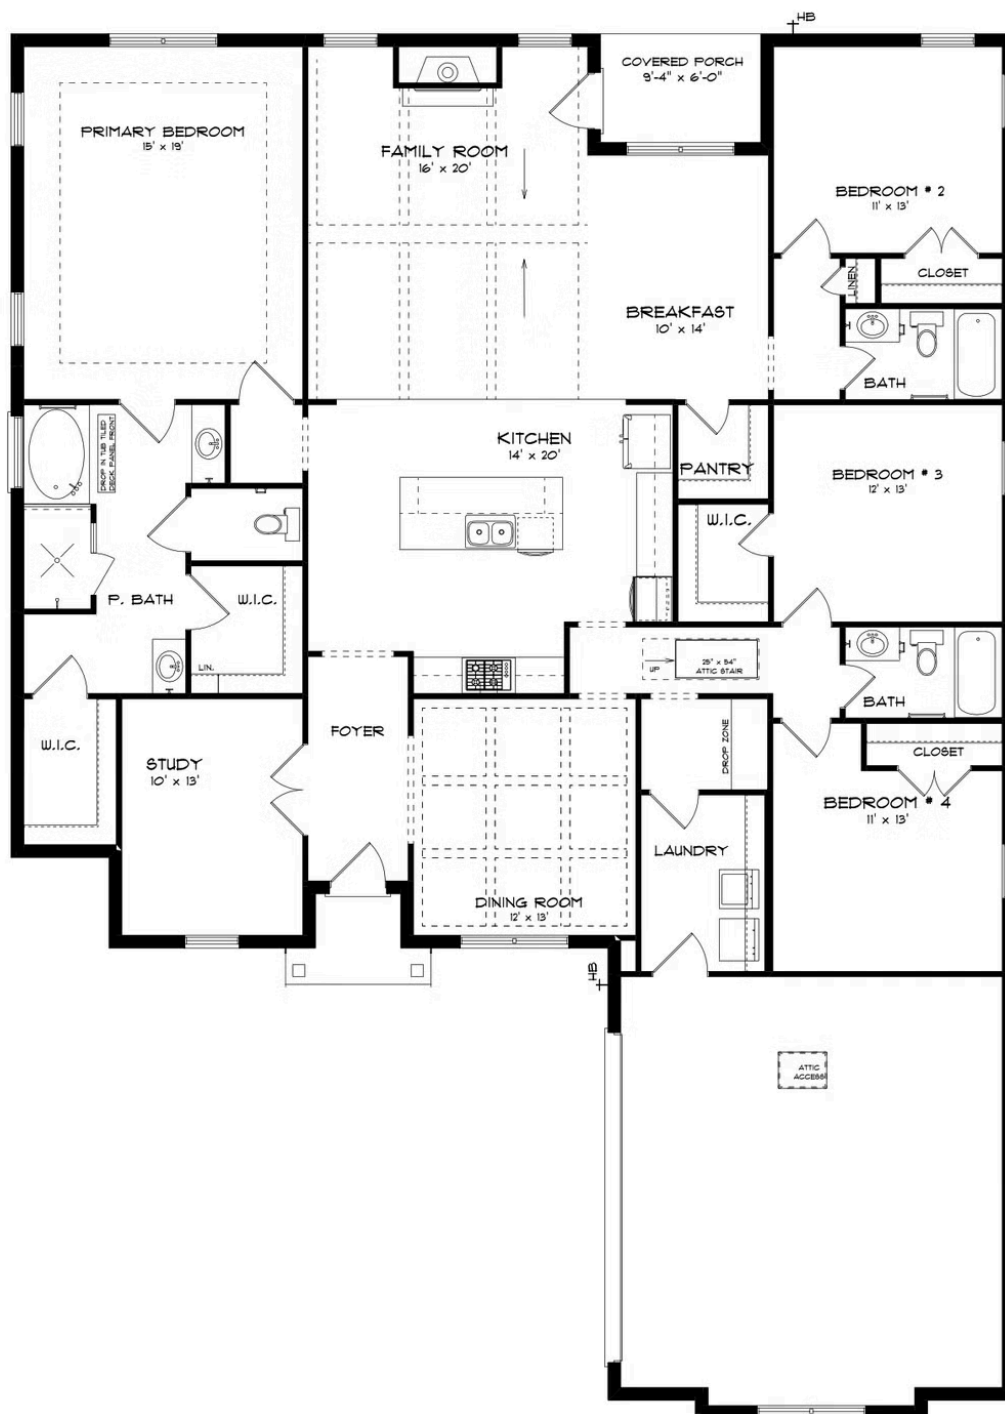 HB
COVERED PORCH
9'-4" x 6'-0"
PRIMARY BEDROOM
15' x 19'
FAMILY ROOM
16' x 20'
BEDROOM # 2
11' x 13'
LINEN
CLOSET
BREAKFAST
10' x 14'
BATH
DROP IN TUB TILED
DECK, PANEL FRONT
KITCHEN
14' x 20'
PANTRY
BEDROOM # 3
12' x 13'
W.I.C.
P. BATH
W.I.C.
LIN.
UP
25" x 54"
ATTIC STAIR
BATH
W.I.C.
STUDY
10' x 13'
FOYER
DROP ZONE
CLOSET
BEDROOM # 4
11' x 13'
LAUNDRY
DINING ROOM
12' x 13'
HB
ATTIC
ACCESS